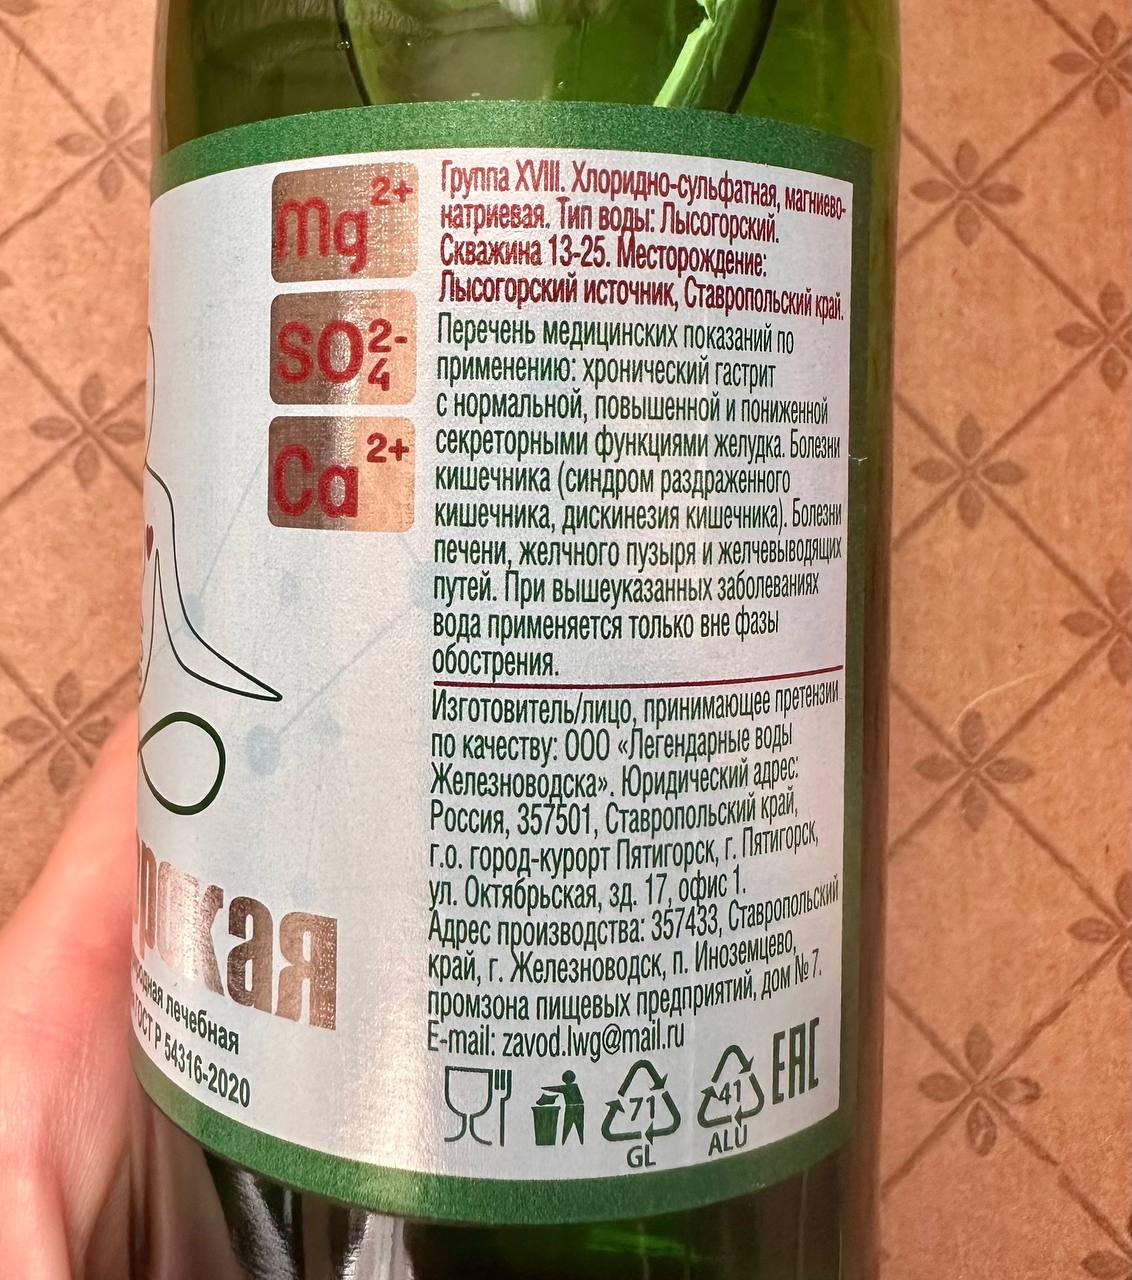 Mg2+
SO42-
Ca2+
Группа XVIII. Хлоридно-сульфатная, магниево-
натриевая. Тип воды: Лысогорский.
Скважина 13-25. Месторождение:
Лысогорский источник, Ставропольский край.
Перечень медицинских показаний по
применению: хронический гастрит
с нормальной, повышенной и пониженной
секреторными функциями желудка. Болезни
кишечника (синдром раздраженного
кишечника, дискинезия кишечника). Болезни
печени, желчного пузыря и желчевыводящих
путей. При вышеуказанных заболеваниях
вода применяется только вне фазы
обострения.
Изготовитель/лицо, принимающее претензии
по качеству: ООО «Легендарные воды
Железноводска». Юридический адрес:
Россия, 357501, Ставропольский край,
г.о. город-курорт Пятигорск, г. Пятигорск,
ул. Октябрьская, зд. 17, офис 1.
Адрес производства: 357433, Ставропольский
край, г. Железноводск, п. Иноземцево,
промзона пищевых предприятий, дом № 7.
E-mail: zavod.lwg@mail.ru
71
GL
41
ALU
EAC
рская
лечебная
ГОСТ Р 54316-2020